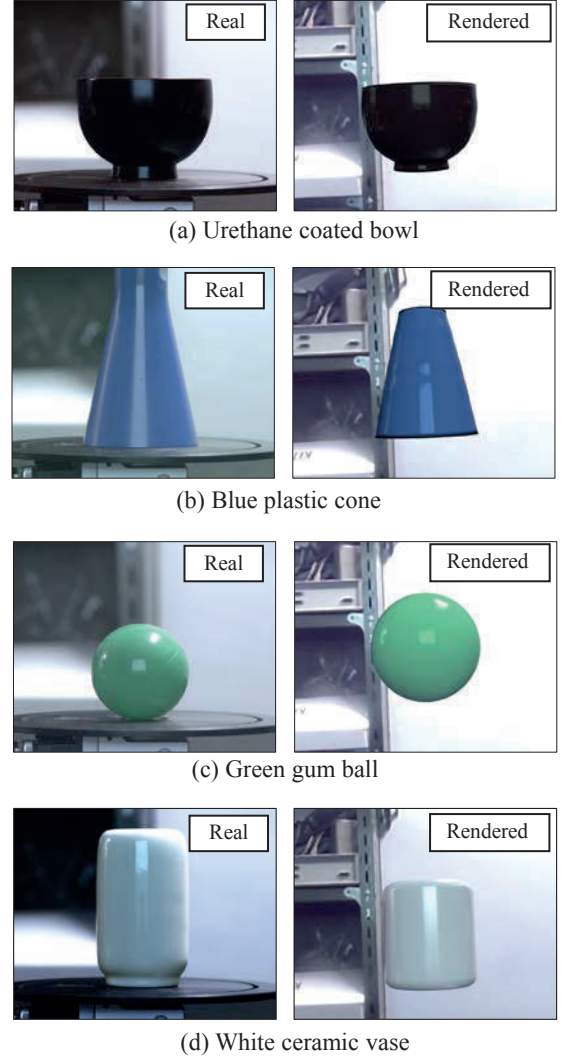 Real
Rendered
(a) Urethane coated bowl
Real
Rendered
(b) Blue plastic cone
Real
Rendered
(c) Green gum ball
Real
Rendered
(d) White ceramic vase